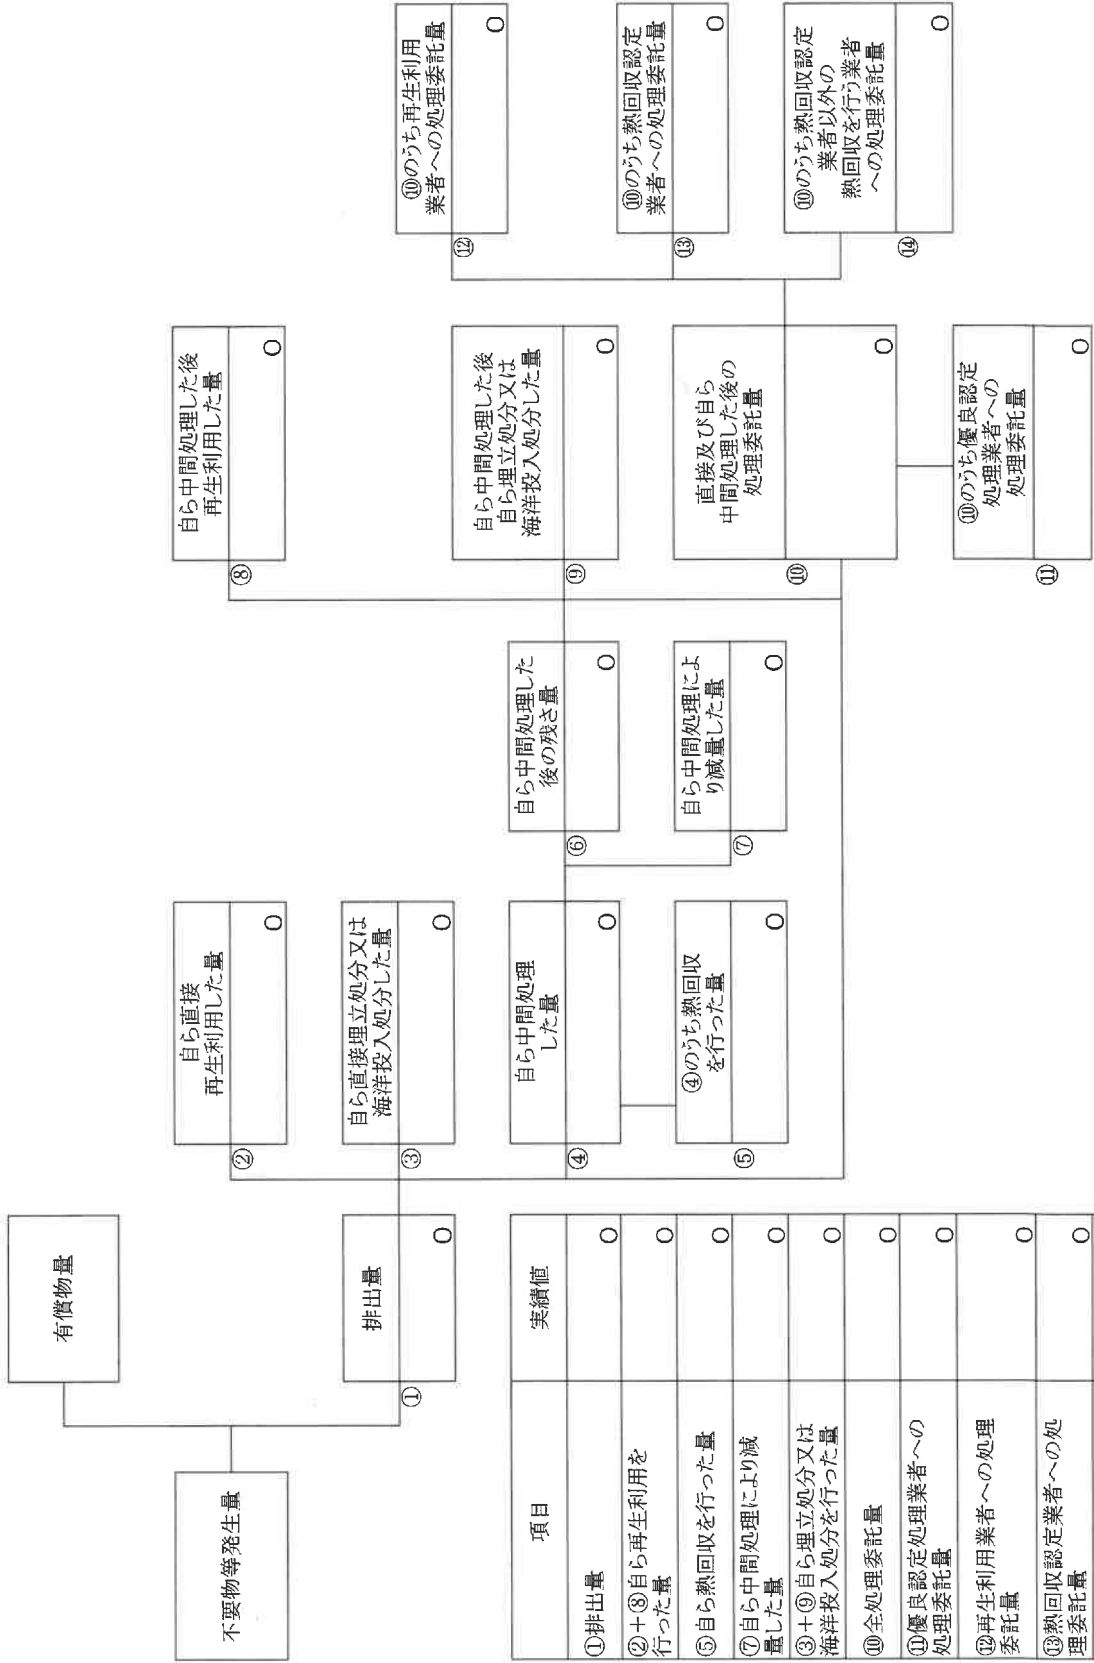 不要物等発生量
有償物量
①
排出量
0
②
自ら直接
再生利用した量
0
③
自ら直接埋立処分又は
海洋投入処分した量
0
④
自ら中間処理
した量
0
⑤
④のうち熱回収
を行った量
0
⑥
自ら中間処理した
後の残さ量
0
⑦
自ら中間処理によ
り減量した量
0
⑧
自ら中間処理した後
再生利用した量
0
⑨
自ら中間処理した後
自ら埋立処分又は
海洋投入処分した量
0
⑩
直接及び自ら
中間処理した後の
処理委託量
0
⑪
⑩のうち優良認定
処理業者への
処理委託量
0
⑫
⑩のうち再生利用
業者への処理委託量
0
⑬
⑩のうち熱回収認定
業者への処理委託量
0
⑭
⑩のうち熱回収認定
業者以外の
熱回収を行う業者
への処理委託量
0
項目 実績値
①排出量 0
②+⑧自ら再生利用を
行った量 0
⑤自ら熱回収を行った量 0
⑦自ら中間処理により減
量した量 0
③+⑨自ら埋立処分又は
海洋投入処分を行った量 0
⑩全処理委託量 0
⑪優良認定処理業者への
処理委託量 0
⑫再生利用業者への処理
委託量 0
⑬熱回収認定業者への処
理委託量 0